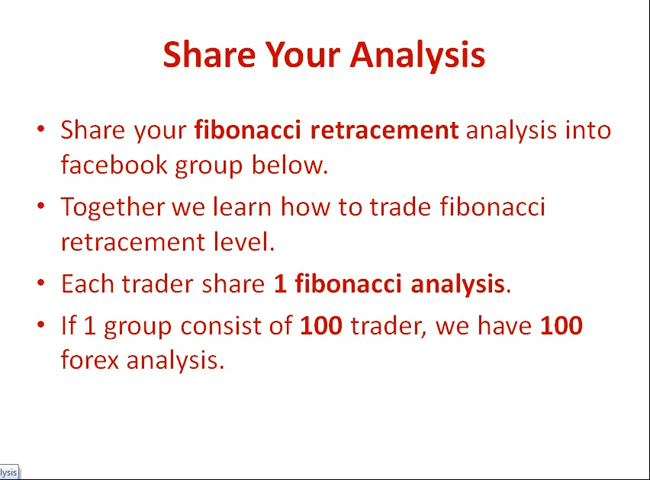 Share Your Analysis
• Share your fibonacci retracement analysis into
facebook group below.
• Together we learn how to trade fibonacci
retracement level.
• Each trader share 1 fibonacci analysis.
• If 1 group consist of 100 trader, we have 100
forex analysis.
lysis